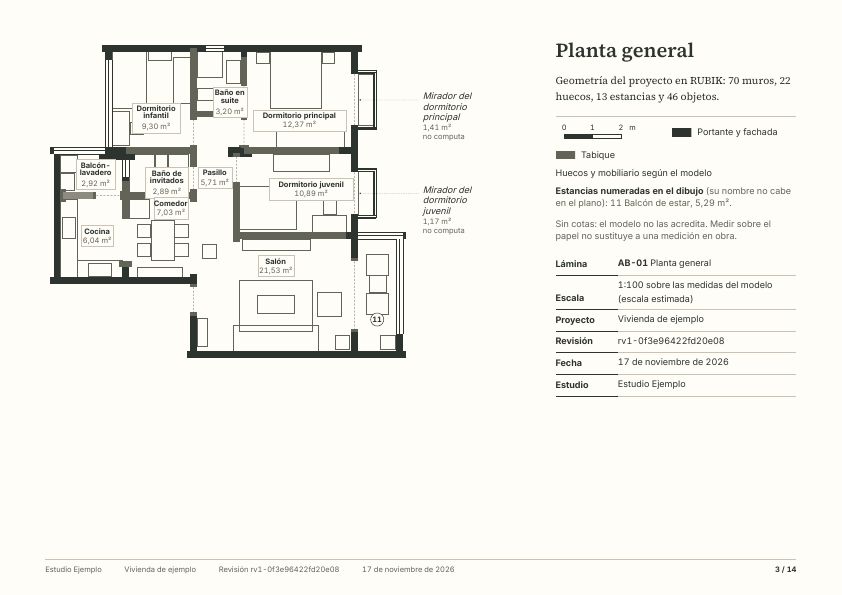 Planta general
Geometría del proyecto en RUBIK: 70 muros, 22
huecos, 13 estancias y 46 objetos.
0 1 2 m
Portante y fachada
Tabique
Huecos y mobiliario según el modelo
Estancias numeradas en el dibujo (su nombre no cabe
en el plano): 11 Balcón de estar, 5,29 m².
Sin cotas: el modelo no las acredita. Medir sobre el
papel no sustituye a una medición en obra.
Lámina AB-01 Planta general
Escala 1:100 sobre las medidas del modelo
(escala estimada)
Proyecto Vivienda de ejemplo
Revisión rv1-0f3e96422fd20e08
Fecha 17 de noviembre de 2026
Estudio Estudio Ejemplo
Dormitorio
infantil
9,30 m²
Baño en
suite
3,20 m²
Dormitorio principal
12,37 m²
Mirador del
dormitorio
principal
1,41 m²
no computa
Balcón-
lavadero
2,92 m²
Baño de
invitados
2,89 m²
Pasillo
5,71 m²
Dormitorio juvenil
10,89 m²
Mirador del
dormitorio
juvenil
1,17 m²
no computa
Comedor
7,03 m²
Cocina
6,04 m²
Salón
21,53 m²
11
Estudio Ejemplo Vivienda de ejemplo Revisión rv1-0f3e96422fd20e08 17 de noviembre de 2026 3 / 14